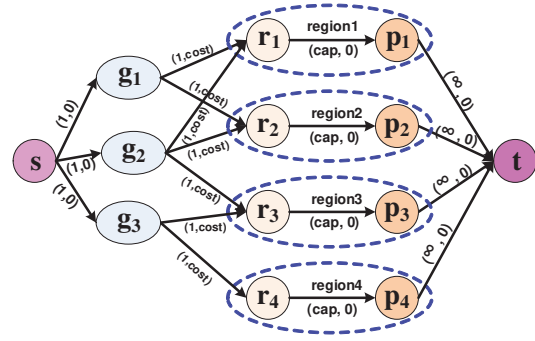 s
(1,0)
(1,0)
(1,0)
g1
g2
g3
(1,cost)
(1,cost)
(1,cost)
(1,cost)
(1,cost)
(1,cost)
(1,cost)
r1
region1
(cap, 0)
p1
r2
region2
(cap, 0)
p2
r3
region3
(cap, 0)
p3
r4
region4
(cap, 0)
p4
(∞, 0)
(∞, 0)
(∞, 0)
(∞, 0)
t